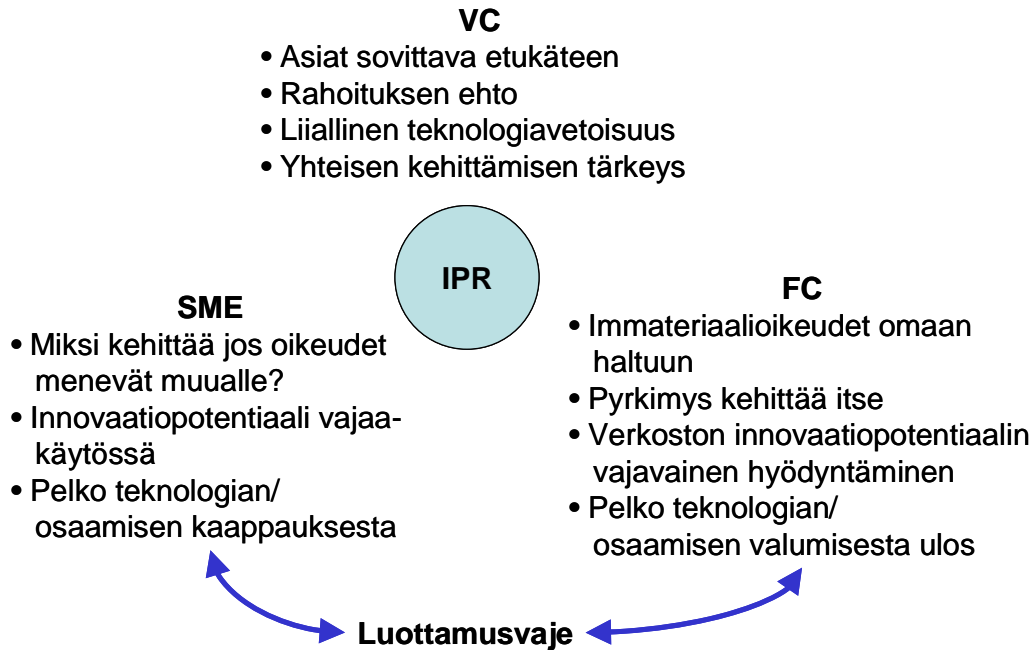 VC
• Asiat sovittava etukäteen
• Rahoituksen ehto
• Liiallinen teknologiavetoisuus
• Yhteisen kehittämisen tärkeys
IPR
SME
• Miksi kehittää jos oikeudet
menevät muualle?
• Innovaatiopotentiaali vajaa-
käytössä
• Pelko teknologian/
osaamisen kaappauksesta
FC
• Immateriaalioikeudet omaan
haltuun
• Pyrkimys kehittää itse
• Verkoston innovaatiopotentiaalin
vajavainen hyödyntäminen
• Pelko teknologian/
osaamisen valumisesta ulos
Luottamusvaje